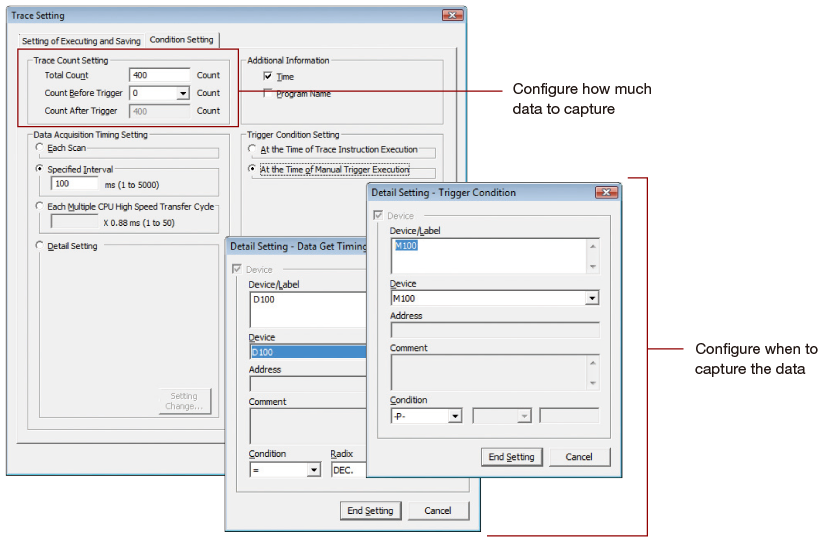 Trace Setting
Setting of Executing and Saving
Condition Setting
Trace Count Setting
Total Count 400 Count
Count Before Trigger 0 Count
Count After Trigger 400 Count
Additional Information
Time
Program Name
Configure how much
data to capture
Data Acquisition Timing Setting
Each Scan
Specified Interval
100 ms (1 to 5000)
Each Multiple CPU High Speed Transfer Cycle
X 0.88 ms (1 to 50)
Detail Setting
Setting
Change...
Trigger Condition Setting
At the Time of Trace Instruction Execution
At the Time of Manual Trigger Execution
Detail Setting - Data Get Timing
Device
Device/Label
D100
Device
D100
Address
Comment
Condition Radix
= DEC.
End Setting Cancel
Detail Setting - Trigger Condition
Device
Device/Label
M100
Device
M100
Address
Comment
Condition
-P-
End Setting Cancel
Configure when to
capture the data